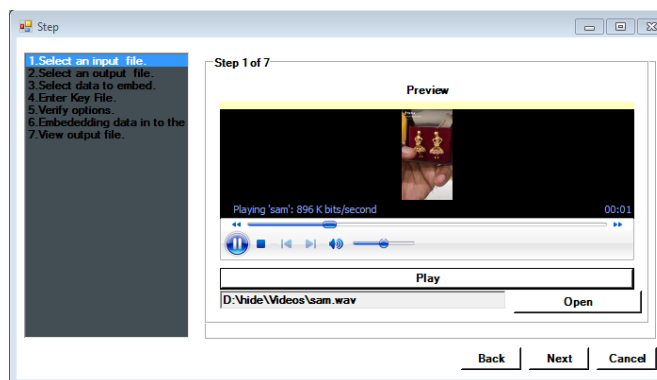 Step
1.Select an input file.
2.Select an output file.
3.Select data to embed.
4.Enter Key File.
5.Verify options.
6.Embededding data in to the
7.View output file.
Step 1 of 7
Preview
Playing 'sam': 896 K bits/second
00:01
Play
D:\hide\Videos\sam.wav
Open
Back
Next
Cancel